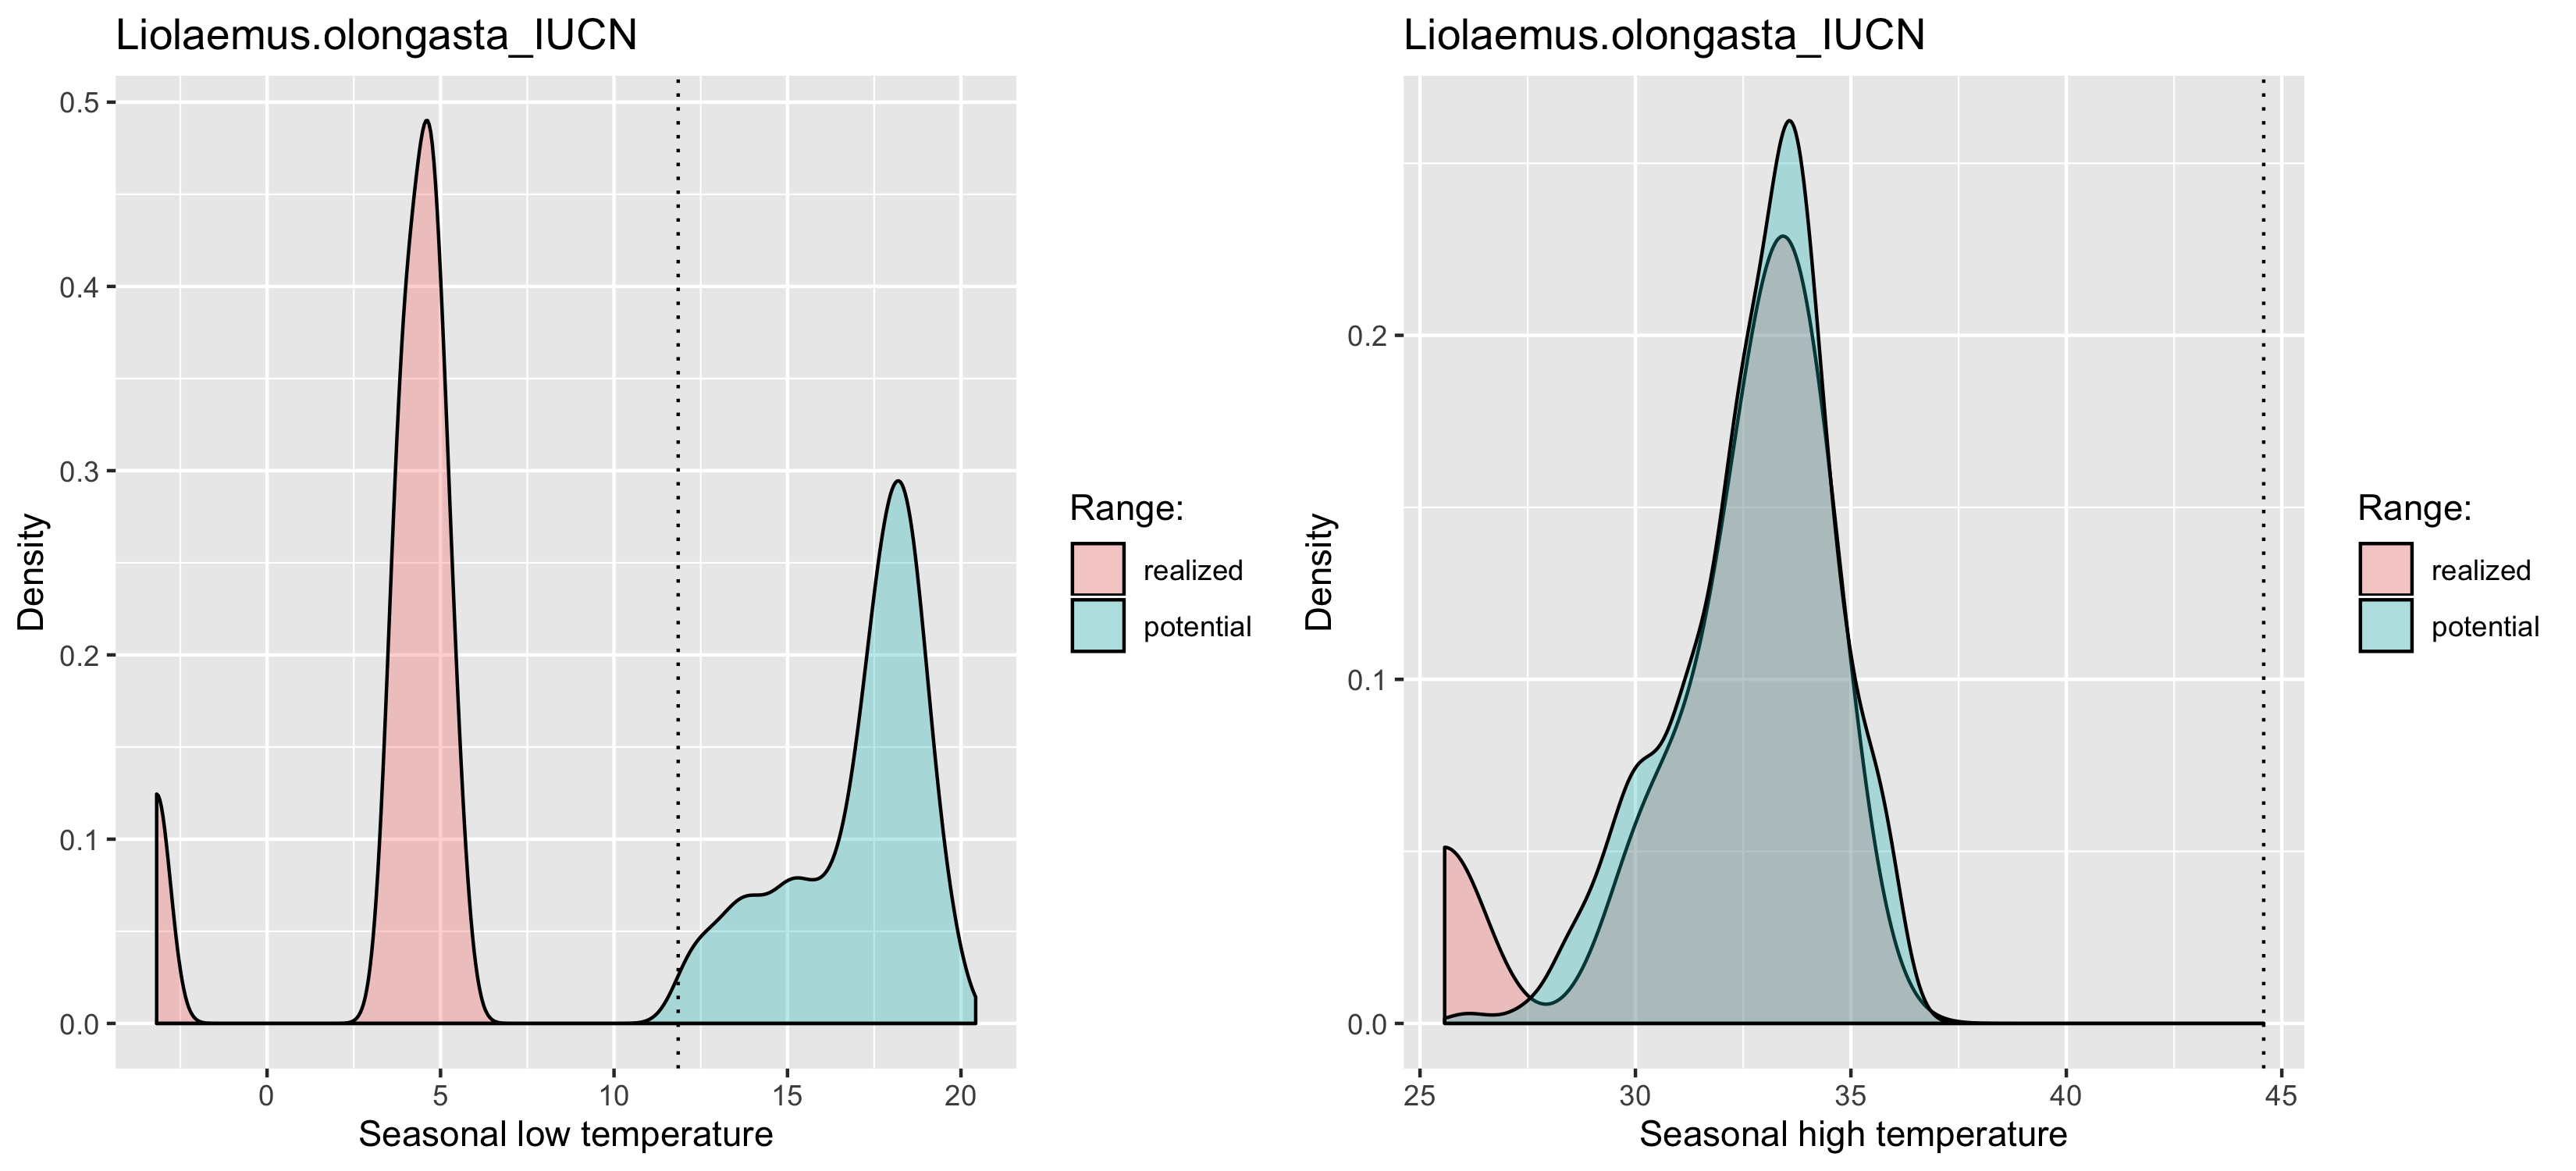 Liolaemus.olongasta_IUCN
0.5
0.4
0.3
0.2
0.1
0.0
Density
0 5 10 15 20
Seasonal low temperature
Range:
realized
potential
Liolaemus.olongasta_IUCN
0.2
0.1
0.0
Density
25 30 35 40 45
Seasonal high temperature
Range:
realized
potential